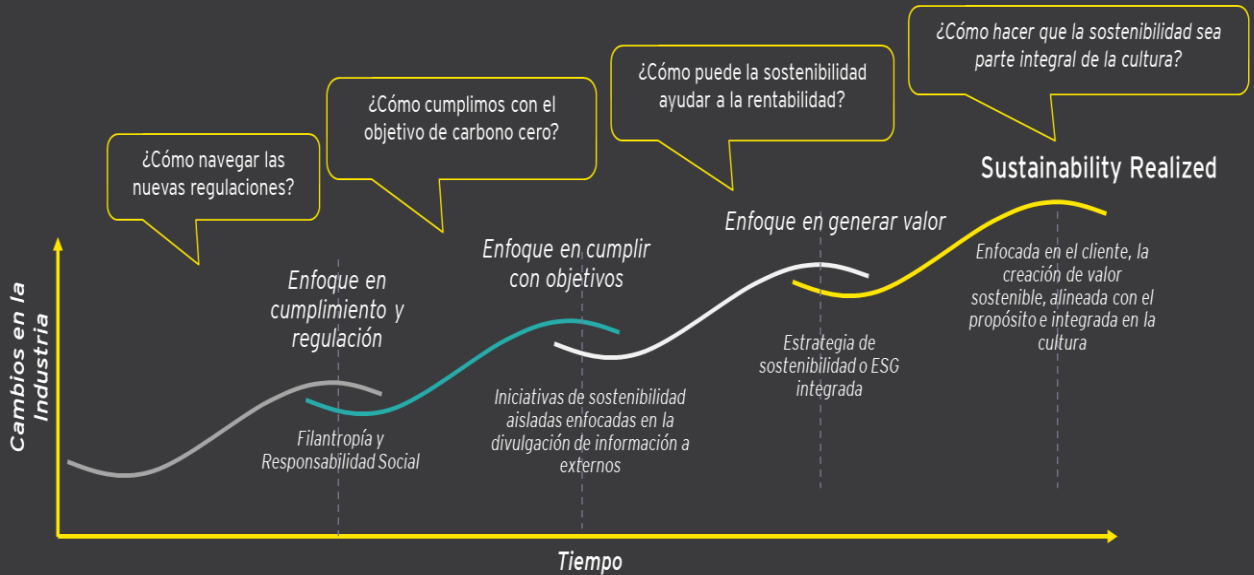 ¿Cómo navegar las
nuevas regulaciones?
¿Cómo cumplimos con el
objetivo de carbono cero?
¿Cómo puede la sostenibilidad
ayudar a la rentabilidad?
¿Cómo hacer que la sostenibilidad sea
parte integral de la cultura?
Cambios en la
Industria
Enfoque en
cumplimiento y
regulación
Filantropía y
Responsabilidad Social
Enfoque en cumplir
con objetivos
Iniciativas de sostenibilidad
aisladas enfocadas en la
divulgación de información a
externos
Enfoque en generar valor
Estrategia de
sostenibilidad o ESG
integrada
Sustainability Realized
Enfocada en el cliente, la
creación de valor
sostenible, alineada con el
propósito e integrada en la
cultura
Tiempo